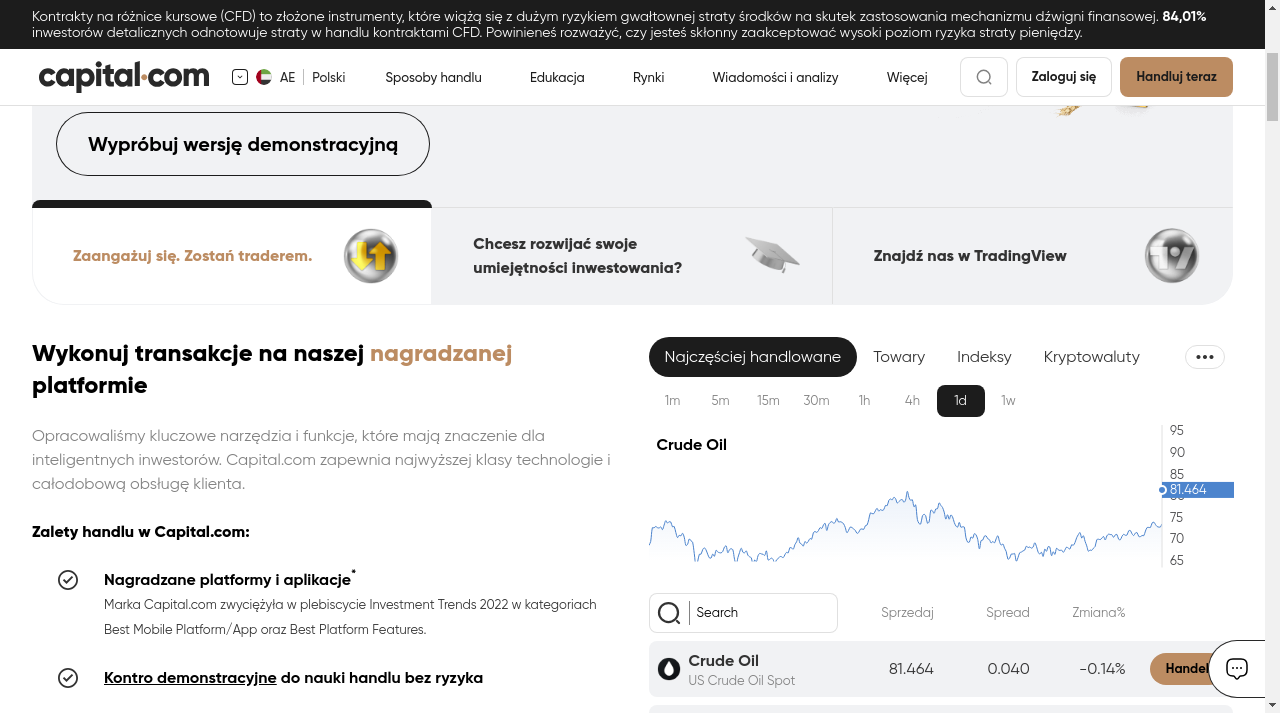 Kontrakty na różnice kursowe (CFD) to złożone instrumenty, które wiążą się z dużym ryzykiem gwałtownej straty środków na skutek zastosowania mechanizmu dźwigni finansowej. 84,01%
inwestorów detalicznych odnotowuje straty w handlu kontraktami CFD. Powinieneś rozważyć, czy jesteś skłonny zaakceptować wysoki poziom ryzyka straty pieniędzy.
capital.com AE Polski Sposoby handlu Edukacja Rynki Wiadomości i analizy Więcej Zaloguj się Handluj teraz
Wypróbuj wersję demonstracyjną
Zaangażuj się. Zostań traderem.
Chcesz rozwijać swoje
umiejętności inwestowania?
Znajdź nas w TradingView
Wykonuj transakcje na naszej nagradzanej
platformie
Opracowaliśmy kluczowe narzędzia i funkcje, które mają znaczenie dla
inteligentnych inwestorów. Capital.com zapewnia najwyższej klasy technologie i
całodobową obsługę klienta.
Zalety handlu w Capital.com:
Nagradzane platformy i aplikacje*
Marka Capital.com zwyciężyła w plebiscycie Investment Trends 2022 w kategoriach
Best Mobile Platform/App oraz Best Platform Features.
Kontro demonstracyjne do nauki handlu bez ryzyka
Najczęściej handlowane Towary Indeksy Kryptowaluty
1m 5m 15m 30m 1h 4h 1d 1w
Crude Oil
95
90
85
81.464
80
75
70
65
Search Sprzedaj Spread Zmiana%
Crude Oil 81.464 0.040 -0.14%
US Crude Oil Spot